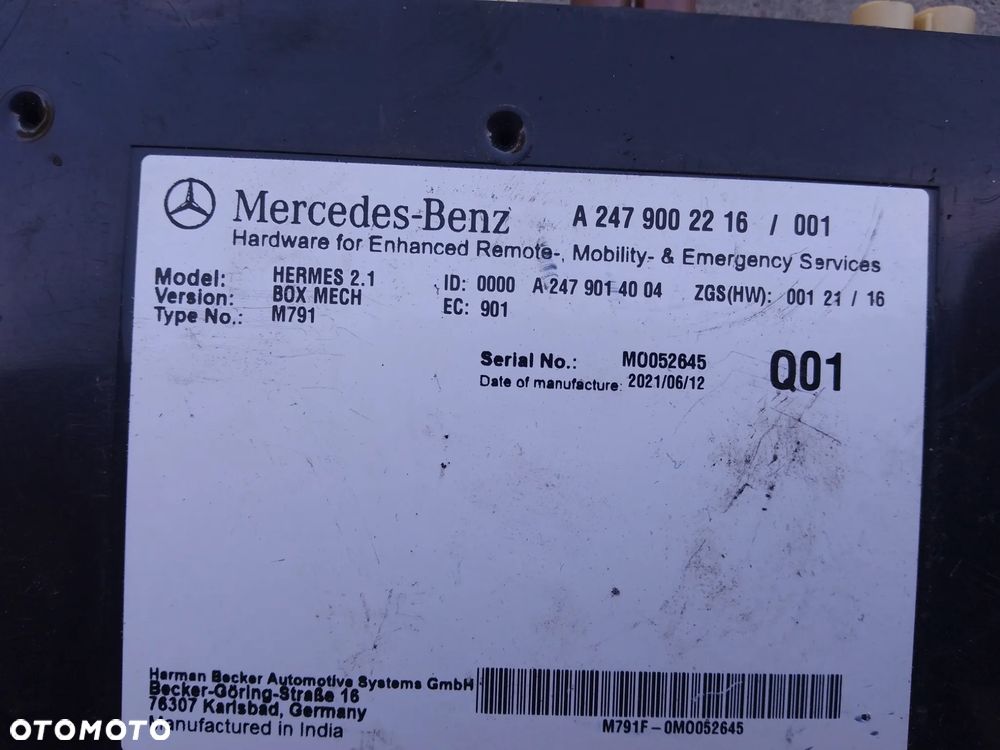 Mercedes-Benz A 247 900 22 16 / 001
Hardware for Enhanced Remote-, Mobility- & Emergency Services
Model: HERMES 2.1 ID: 0000 A 247 901 40 04 ZGS(HW): 001 21 / 16
Version: BOX MECH EC: 901
Type No.: M791
Serial No.: M0052645 Q01
Date of manufacture: 2021/06/12
Harman Becker Automotive Systems GmbH
Becker-Göring-Straße 16
76307 Karlsbad, Germany
Manufactured in India
M791F-0M0052645
OTOMOTO